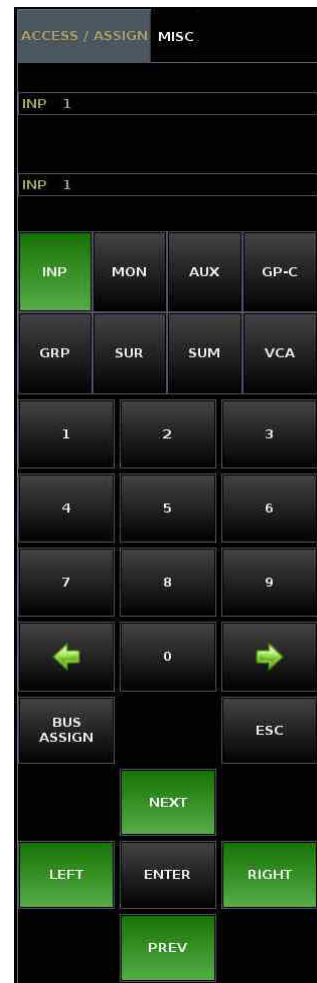 ACCESS / ASSIGN MISC
INP 1
INP 1
INP MON AUX GP-C
GRP SUR SUM VCA
1 2 3
4 5 6
7 8 9
0
BUS
ASSIGN
ESC
NEXT
LEFT ENTER RIGHT
PREV